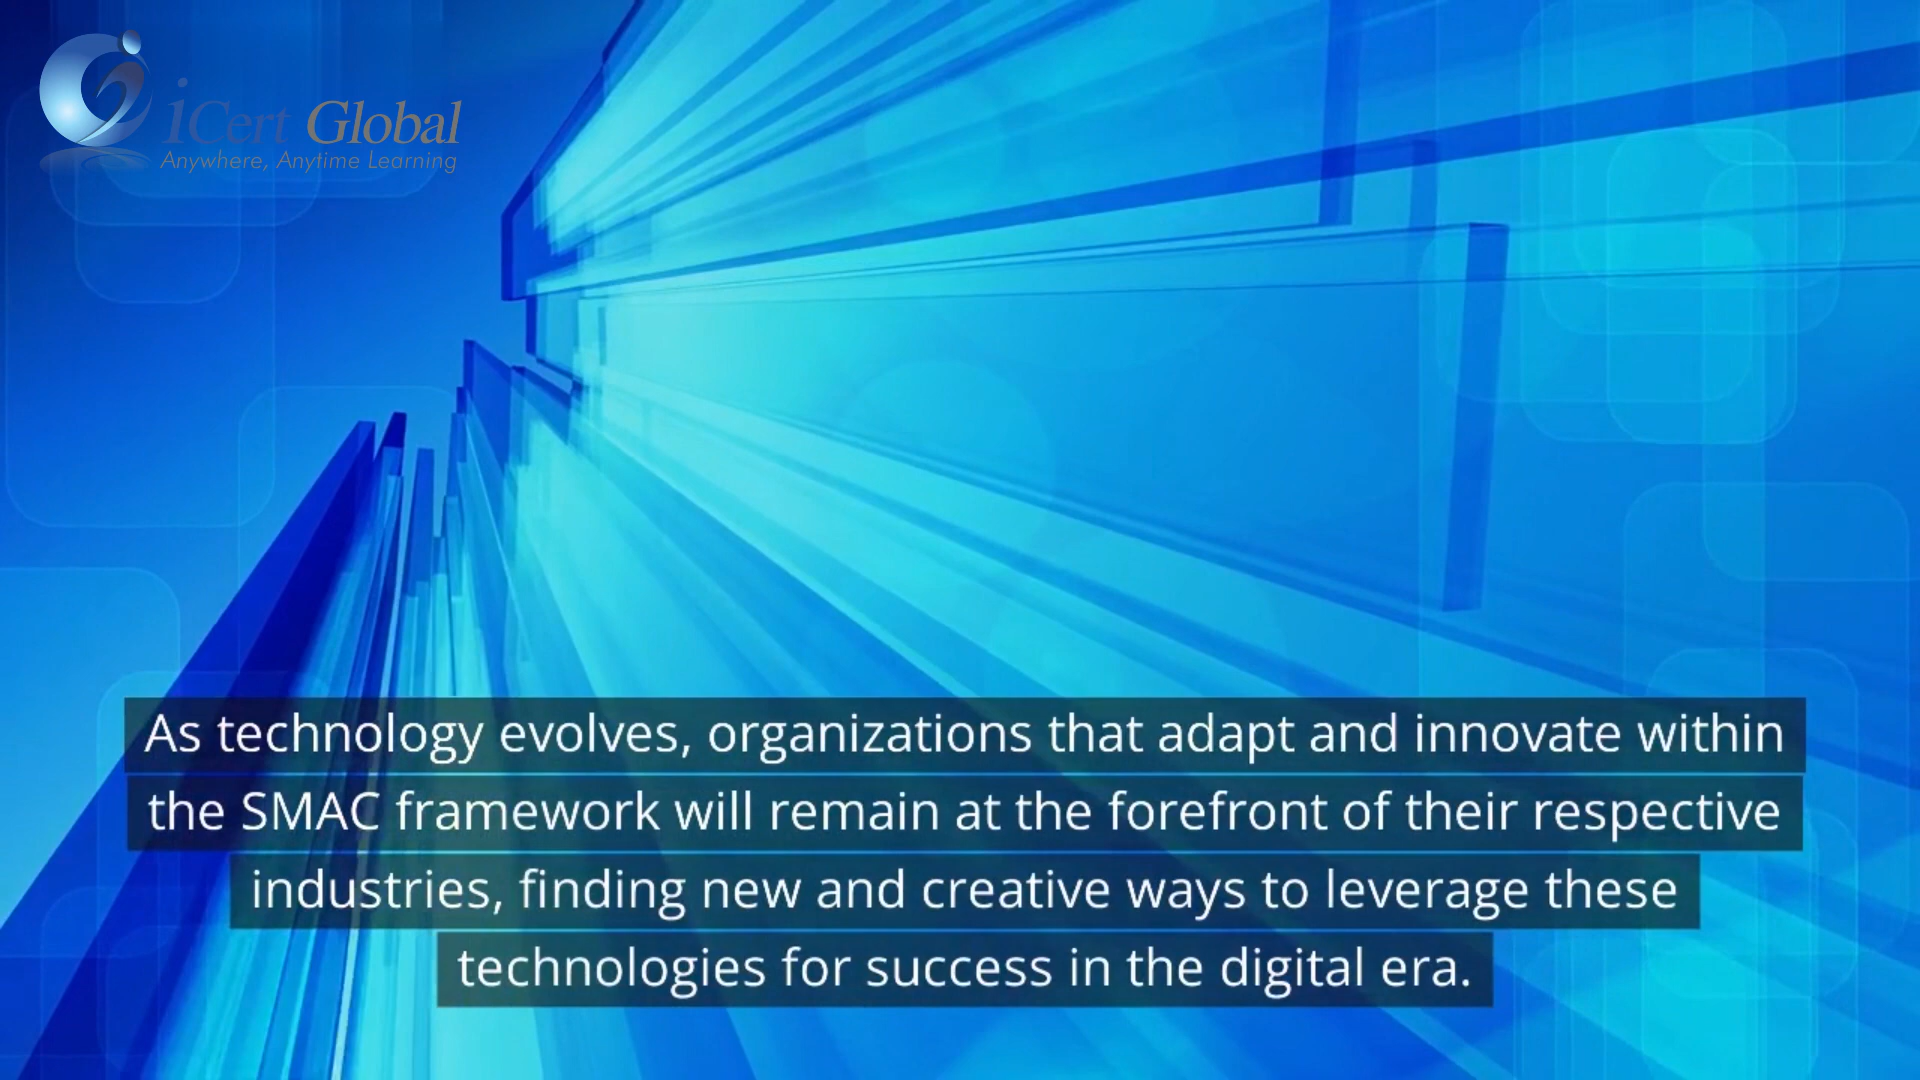 iCert Global
Anywhere, Anytime Learning
As technology evolves, organizations that adapt and innovate within
the SMAC framework will remain at the forefront of their respective
industries, finding new and creative ways to leverage these
technologies for success in the digital era.